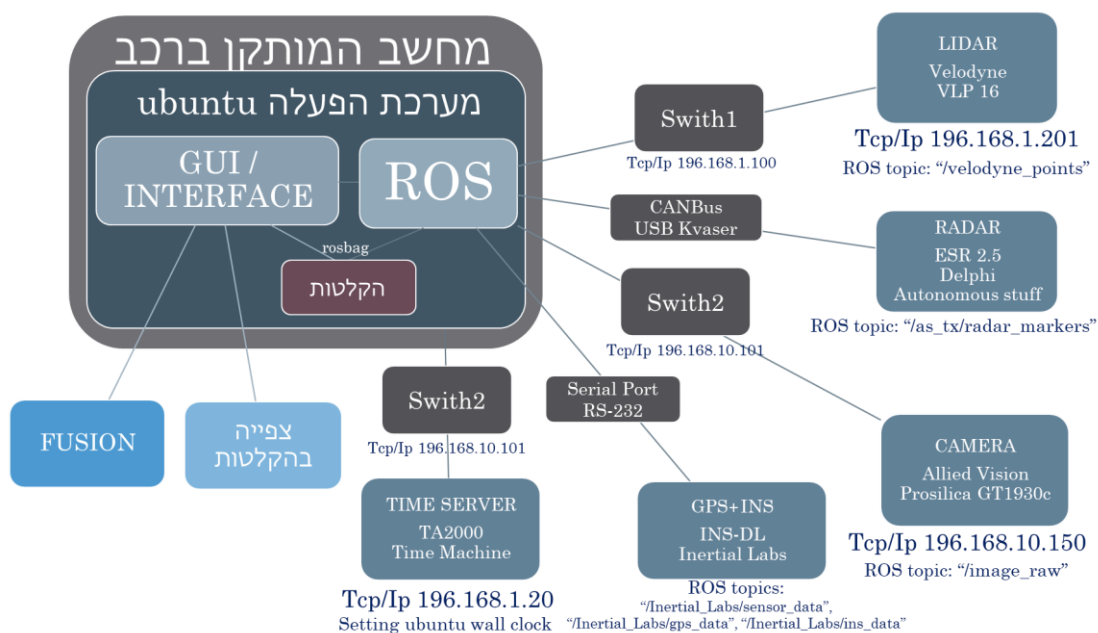 מחשב המותקן ברכב
מערכת הפעלה ubuntu
GUI /
INTERFACE
ROS
rosbag
הקלטות
Swith1
Tcp/Ip 196.168.1.100
LIDAR
Velodyne
VLP 16
Tcp/Ip 196.168.1.201
ROS topic: “/velodyne_points”
CANBus
USB Kvaser
RADAR
ESR 2.5
Delphi
Autonomous stuff
ROS topic: “/as_tx/radar_markers”
Swith2
Tcp/Ip 196.168.10.101
Serial Port
RS-232
Swith2
Tcp/Ip 196.168.10.101
FUSION
צפייה
בהקלטות
CAMERA
Allied Vision
Prosilica GT1930c
Tcp/Ip 196.168.10.150
ROS topic: “/image_raw”
TIME SERVER
TA2000
Time Machine
Tcp/Ip 196.168.1.20
Setting ubuntu wall clock
GPS+INS
INS-DL
Inertial Labs
ROS topics:
“/Inertial_Labs/sensor_data”,
“/Inertial_Labs/gps_data”, “/Inertial_Labs/ins_data”